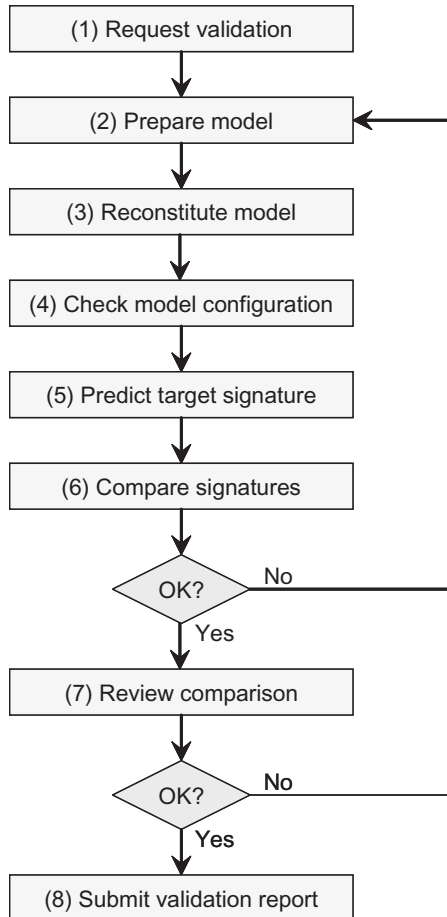 (1) Request validation
(2) Prepare model
(3) Reconstitute model
(4) Check model configuration
(5) Predict target signature
(6) Compare signatures
OK?
No
Yes
(7) Review comparison
OK?
No
Yes
(8) Submit validation report